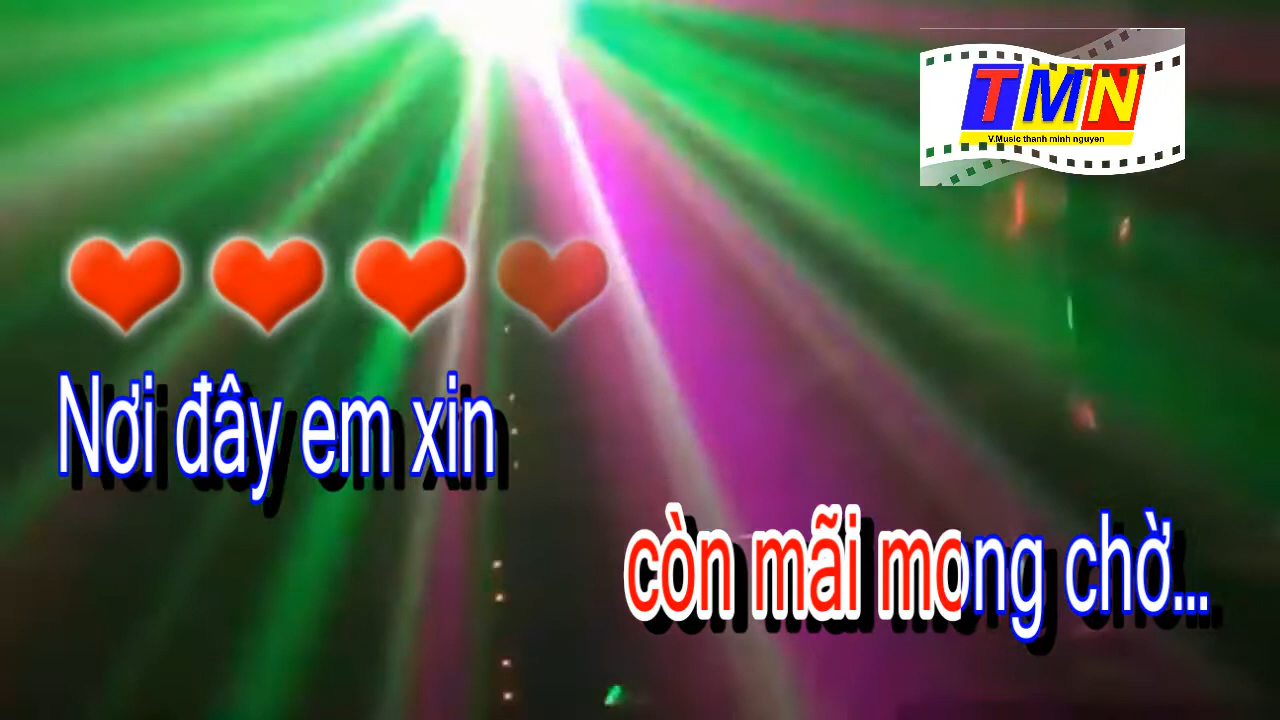 TMN
V.Music thanh minh nguyen
Nơi đây em xin
còn mãi mong chờ...